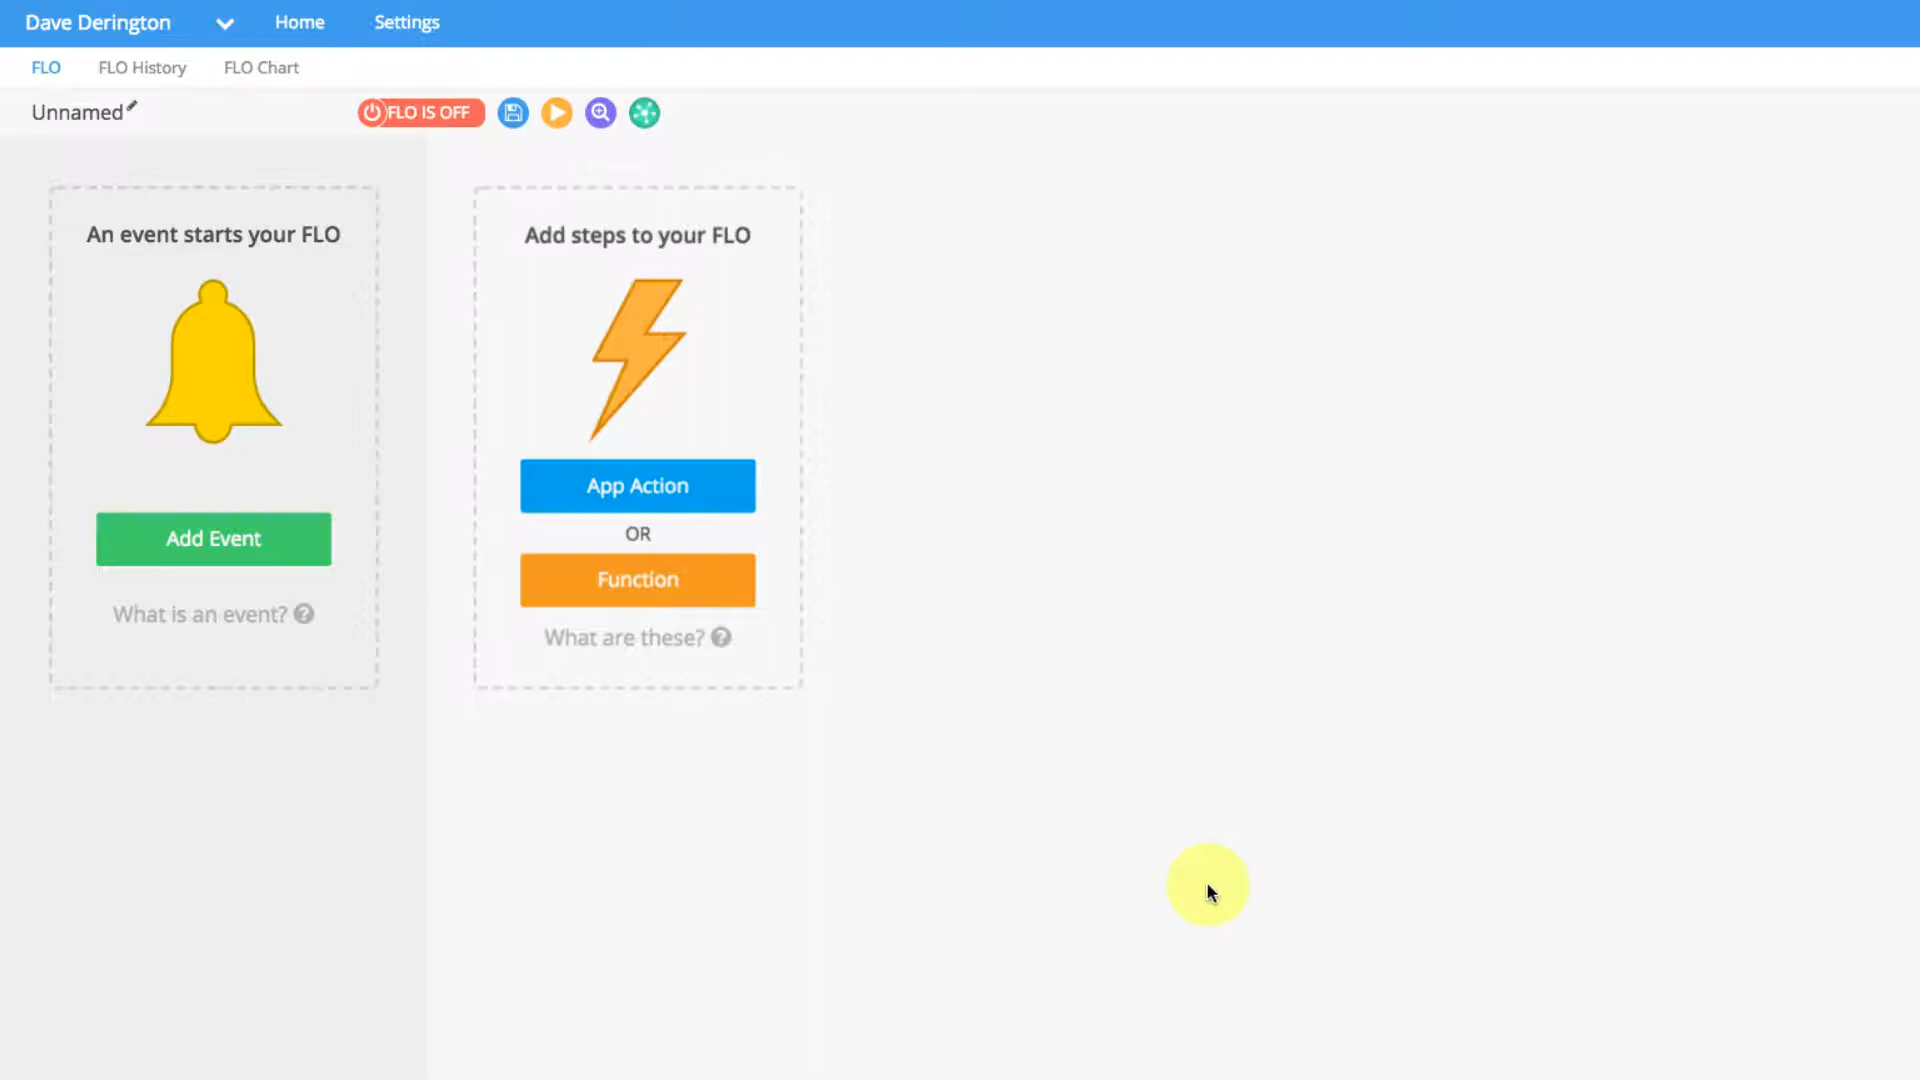 Dave Derington Home Settings
FLO FLO History FLO Chart
Unnamed FLO IS OFF
An event starts your FLO
Add Event
What is an event?
Add steps to your FLO
App Action
OR
Function
What are these?